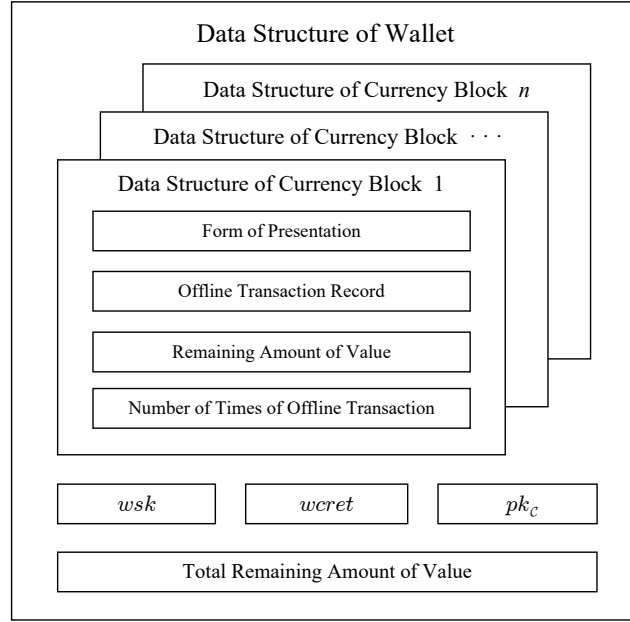 Data Structure of Wallet
Data Structure of Currency Block n
Data Structure of Currency Block · · ·
Data Structure of Currency Block 1
Form of Presentation
Offline Transaction Record
Remaining Amount of Value
Number of Times of Offline Transaction
wsk wcret pk_C
Total Remaining Amount of Value